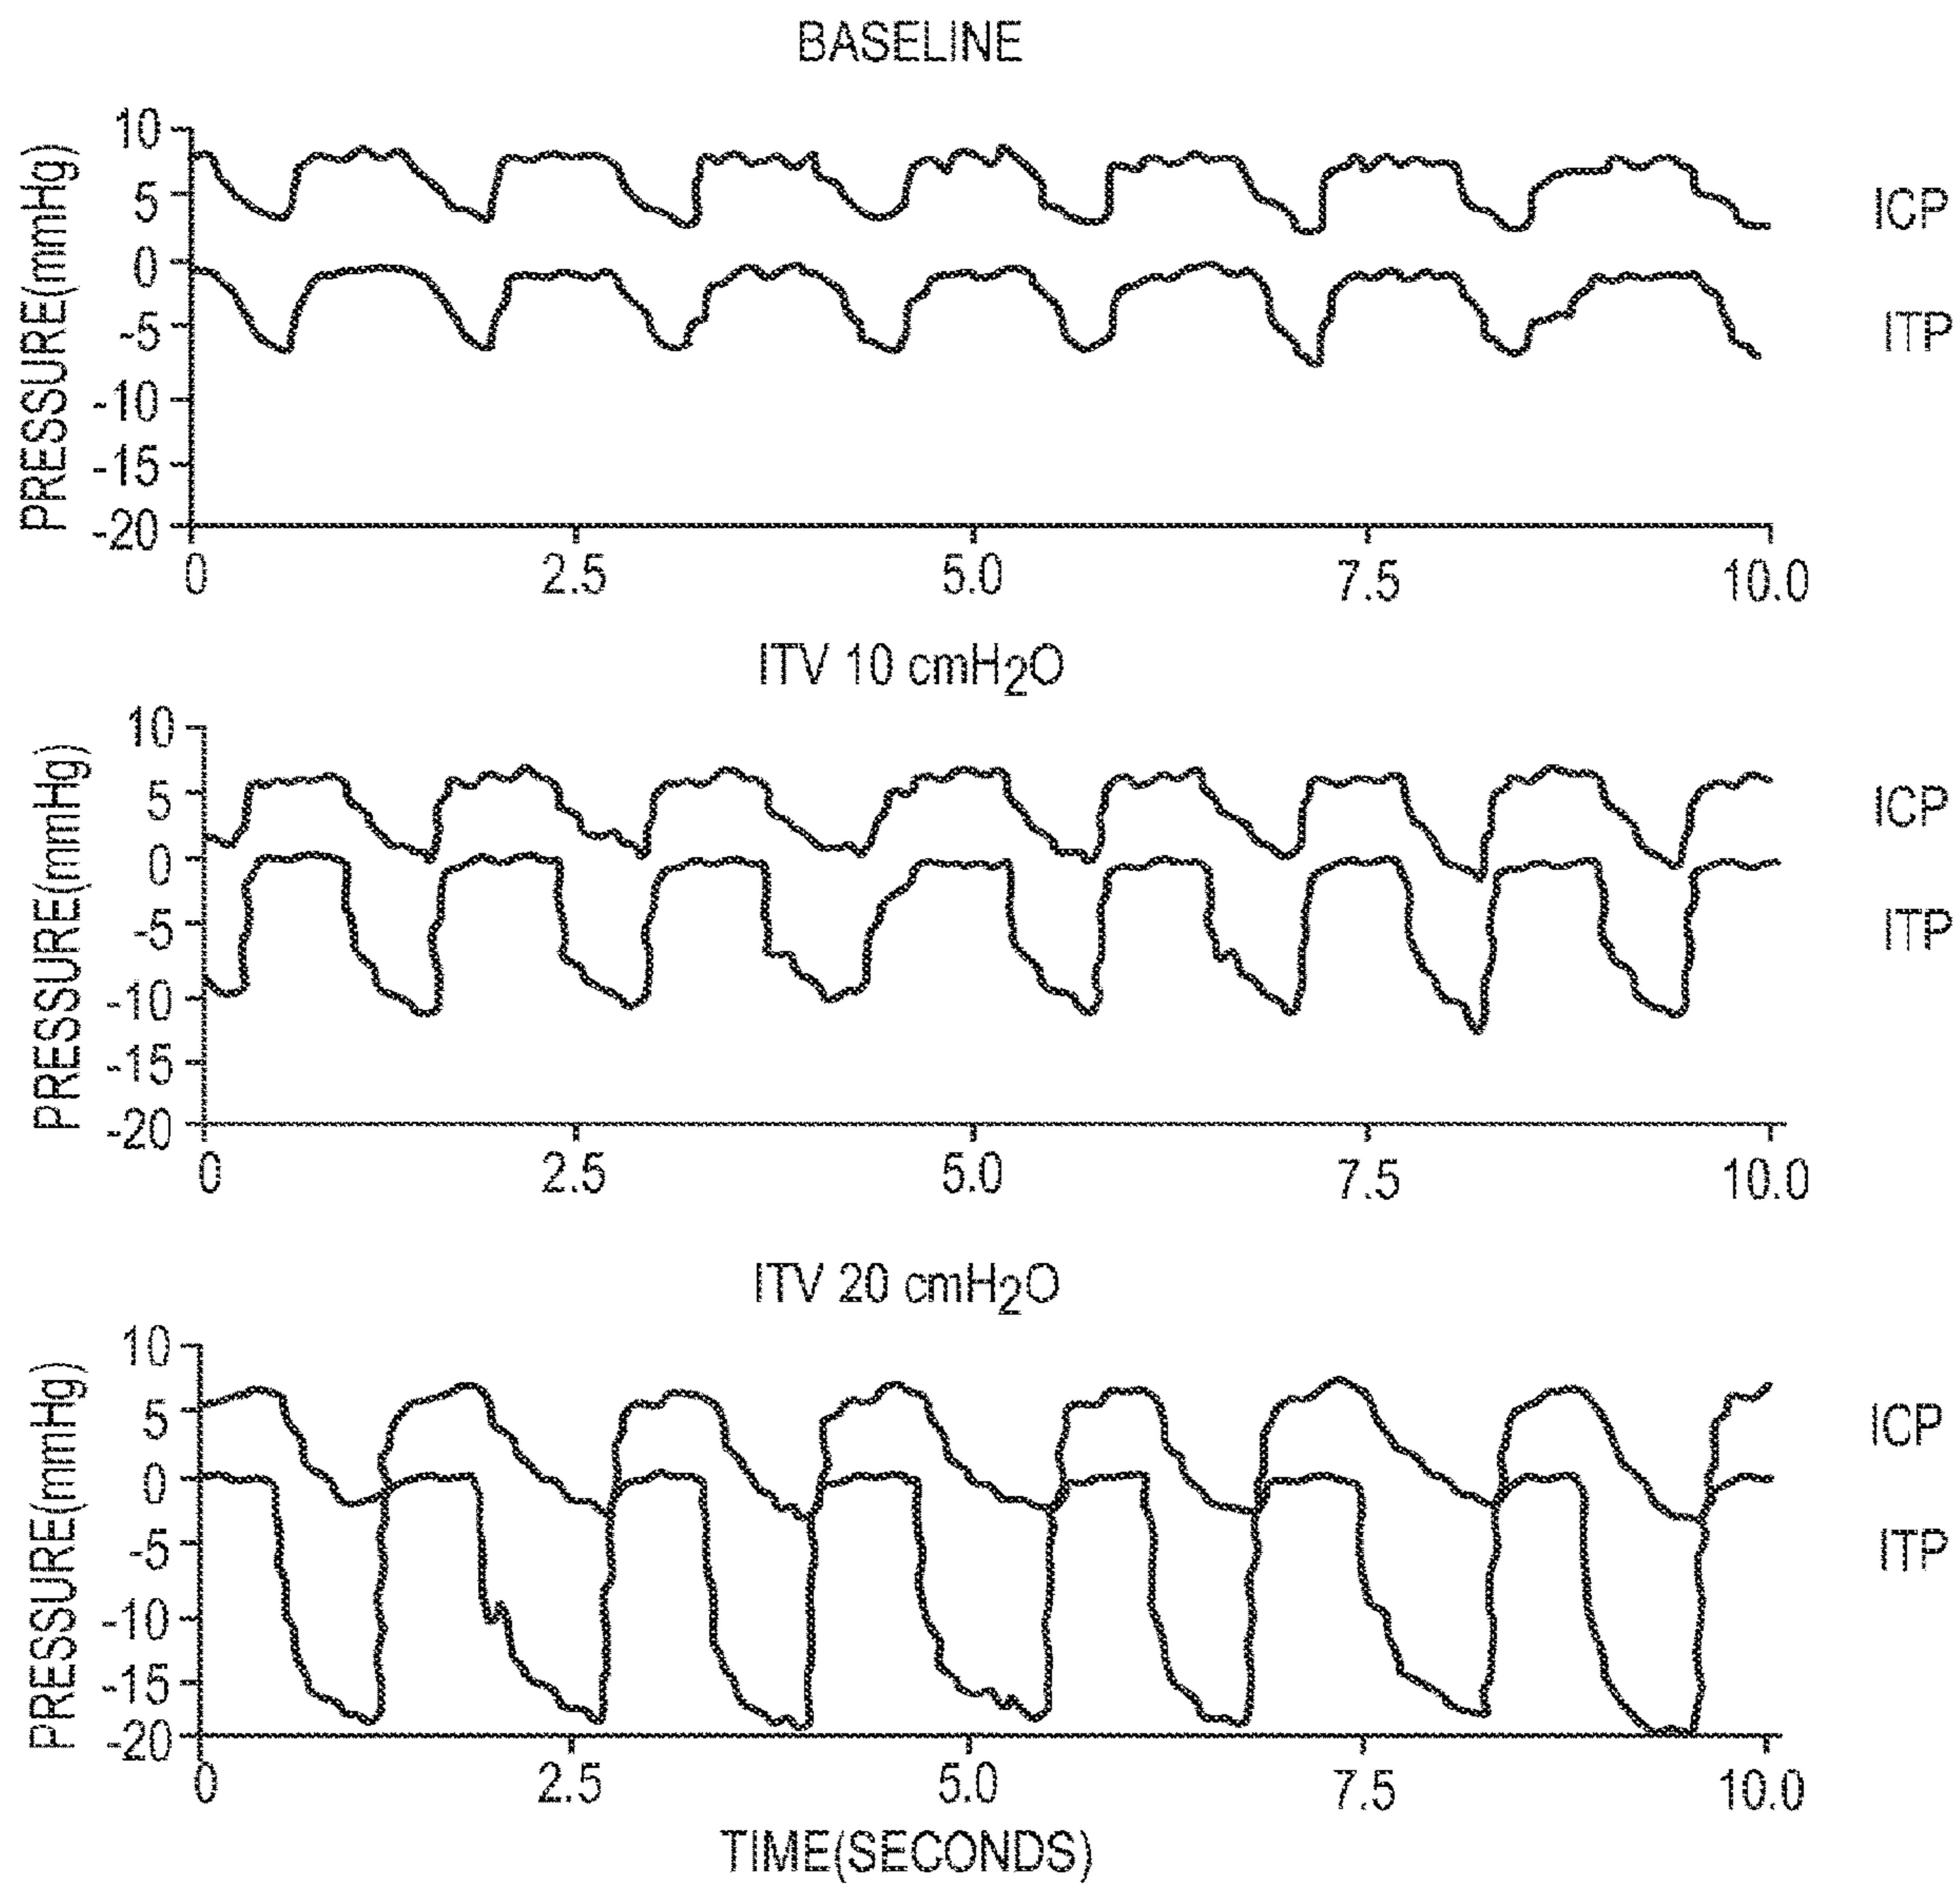 BASELINE
PRESSURE(mmHg)
10
5
0
-5
-10
-15
-20
0 2.5 5.0 7.5 10.0
ICP
ITP
ITV 10 cmH₂O
PRESSURE(mmHg)
10
5
0
-5
-10
-15
-20
0 2.5 5.0 7.5 10.0
ICP
ITP
ITV 20 cmH₂O
PRESSURE(mmHg)
10
5
0
-5
-10
-15
-20
0 2.5 5.0 7.5 10.0
ICP
ITP
TIME(SECONDS)